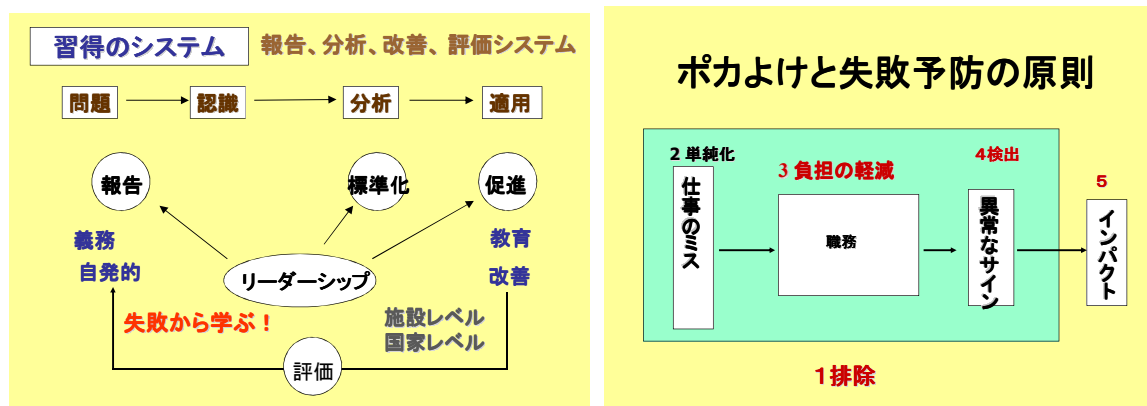 習得のシステム
報告、分析、改善、評価システム
問題
認識
分析
適用
報告
標準化
促進
義務
自発的
教育
改善
リーダーシップ
失敗から学ぶ！
施設レベル
国家レベル
評価
ポカよけと失敗予防の原則
2 単純化
3 負担の軽減
4検出
5
仕事のミス
職務
異常なサイン
インパクト
1排除